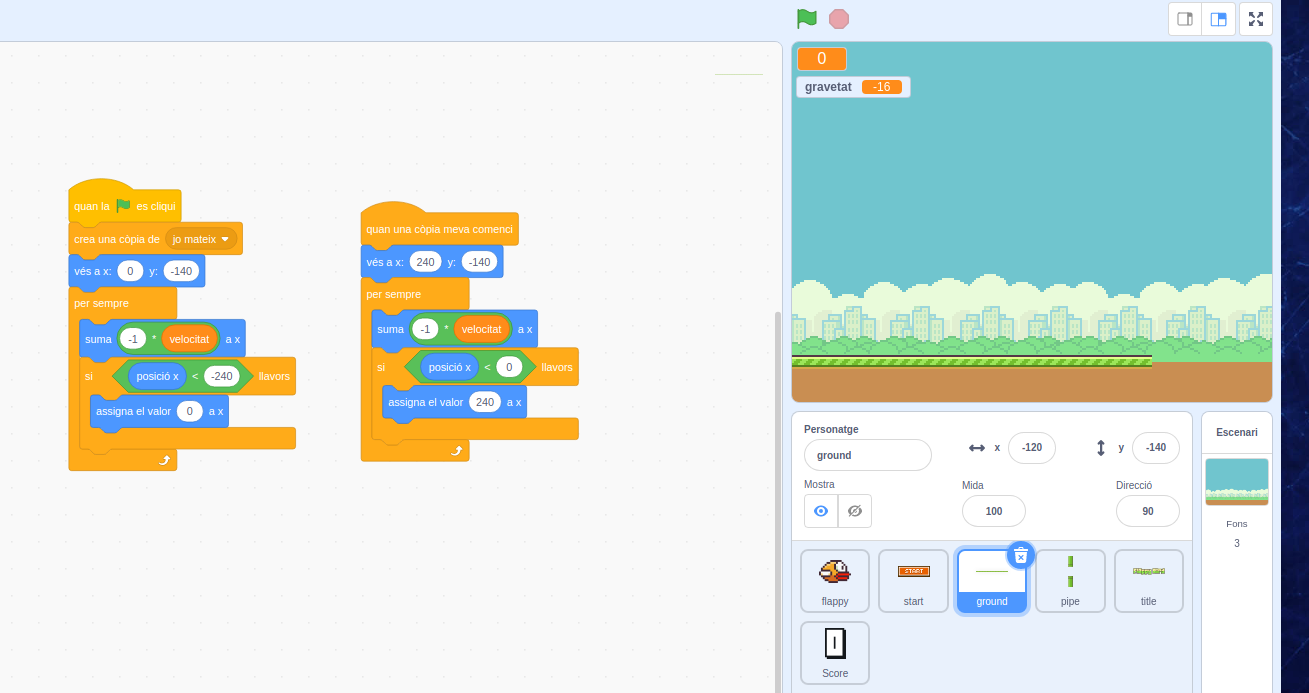 0
gravetat -16
quan la es cliqui
crea una còpia de jo mateix
vés a x: 0 y: -140
per sempre
suma -1 * velocitat a x
si posició x < -240 llavors
assigna el valor 0 a x
quan una còpia meva comenci
vés a x: 240 y: -140
per sempre
suma -1 * velocitat a x
si posició x < 0 llavors
assigna el valor 240 a x
Personatge
ground
x -120
y -140
Mostra
Mida
100
Direcció
90
Escenari
Fons
3
flappy
START
start
ground
pipe
title
Score